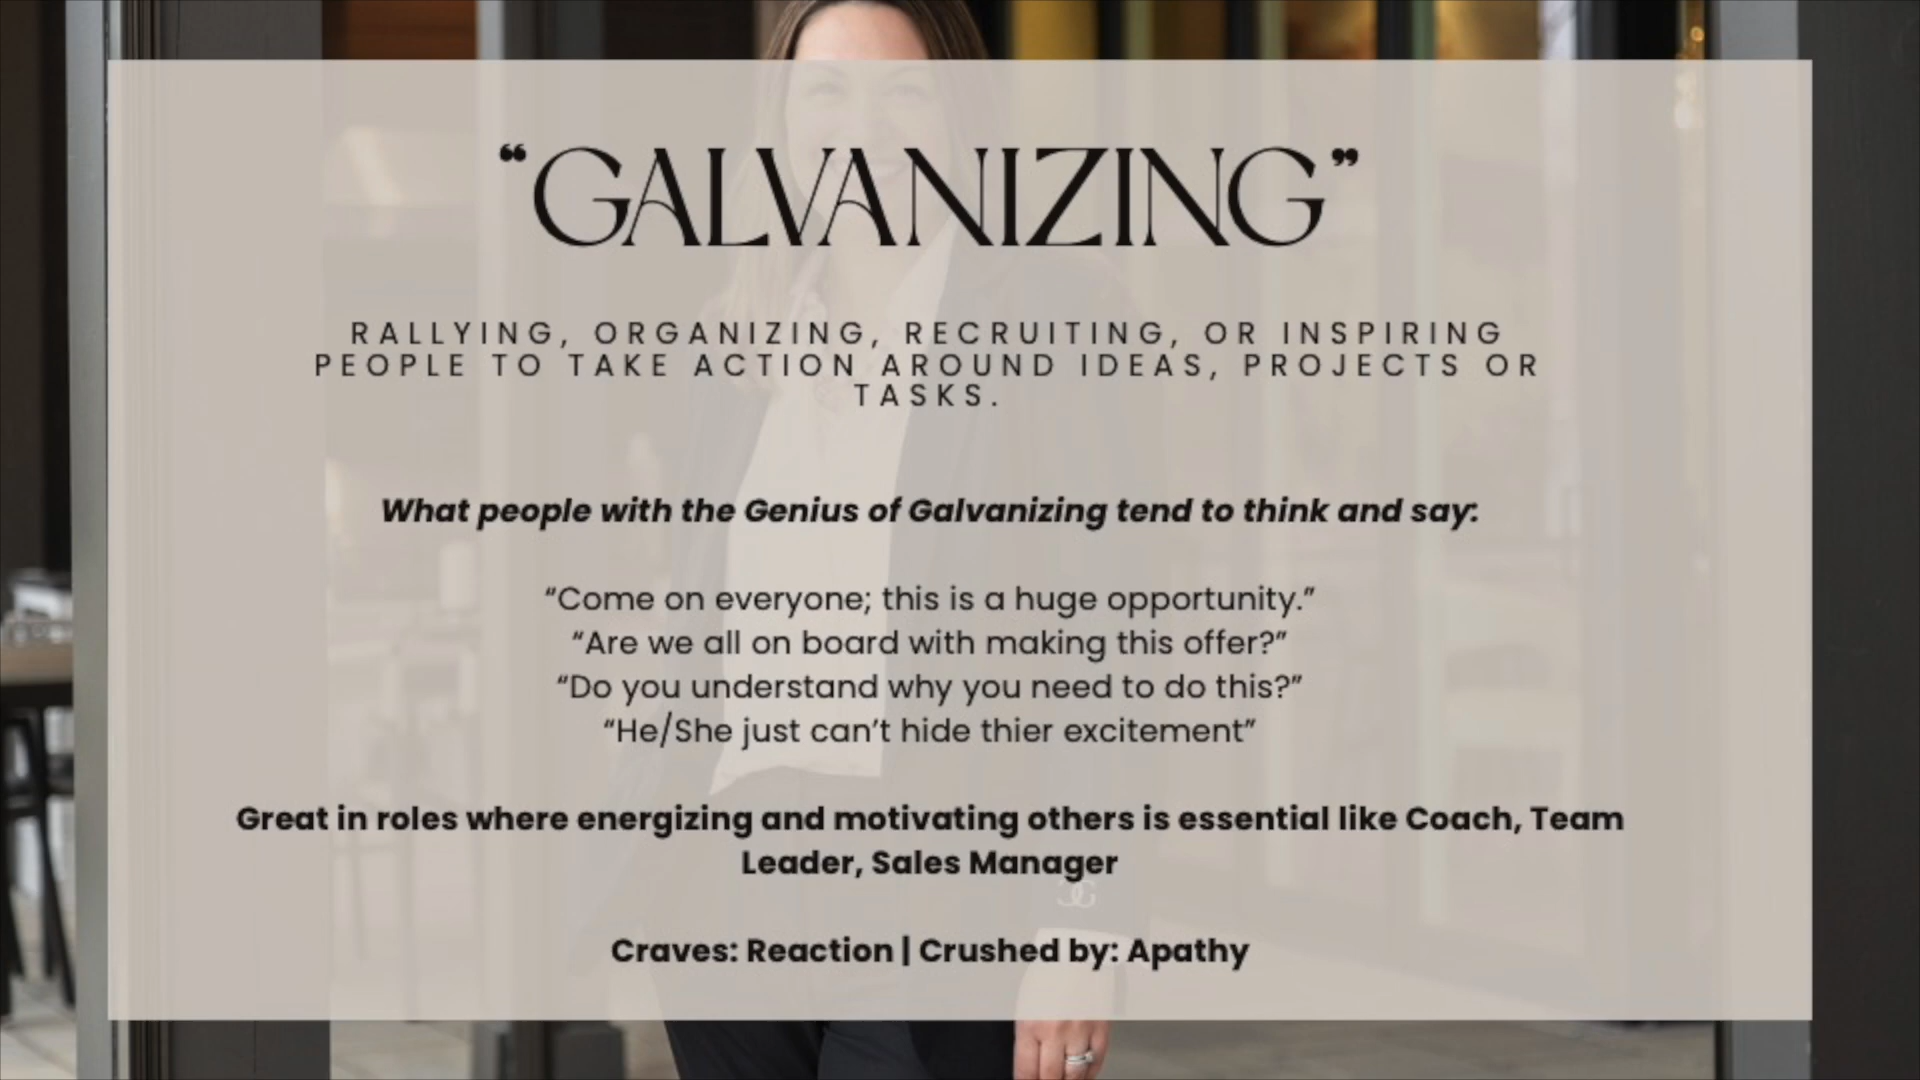 “GALVANIZING”
RALLYING, ORGANIZING, RECRUITING, OR INSPIRING
PEOPLE TO TAKE ACTION AROUND IDEAS, PROJECTS OR
TASKS.
What people with the Genius of Galvanizing tend to think and say:
“Come on everyone; this is a huge opportunity.”
“Are we all on board with making this offer?”
“Do you understand why you need to do this?”
“He/She just can’t hide thier excitement”
Great in roles where energizing and motivating others is essential like Coach, Team
Leader, Sales Manager
Craves: Reaction | Crushed by: Apathy